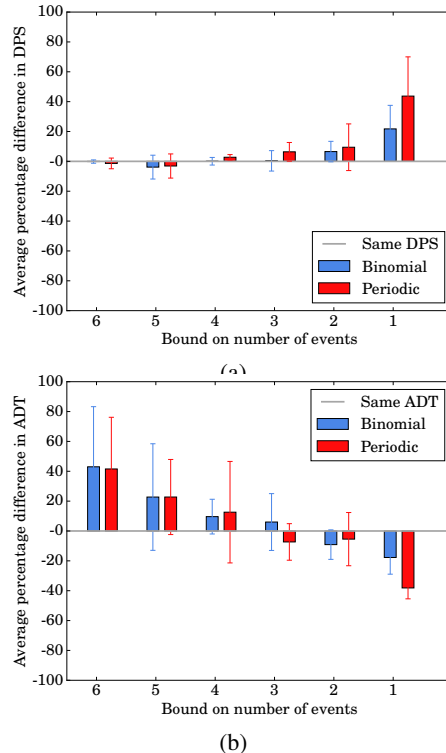 Average percentage difference in DPS
100
80
60
40
20
-0
-20
-40
-60
-80
-100
Same DPS
Binomial
Periodic
6 5 4 3 2 1
Bound on number of events
(a)
Average percentage difference in ADT
100
80
60
40
20
-0
-20
-40
-60
-80
-100
Same ADT
Binomial
Periodic
6 5 4 3 2 1
Bound on number of events
(b)